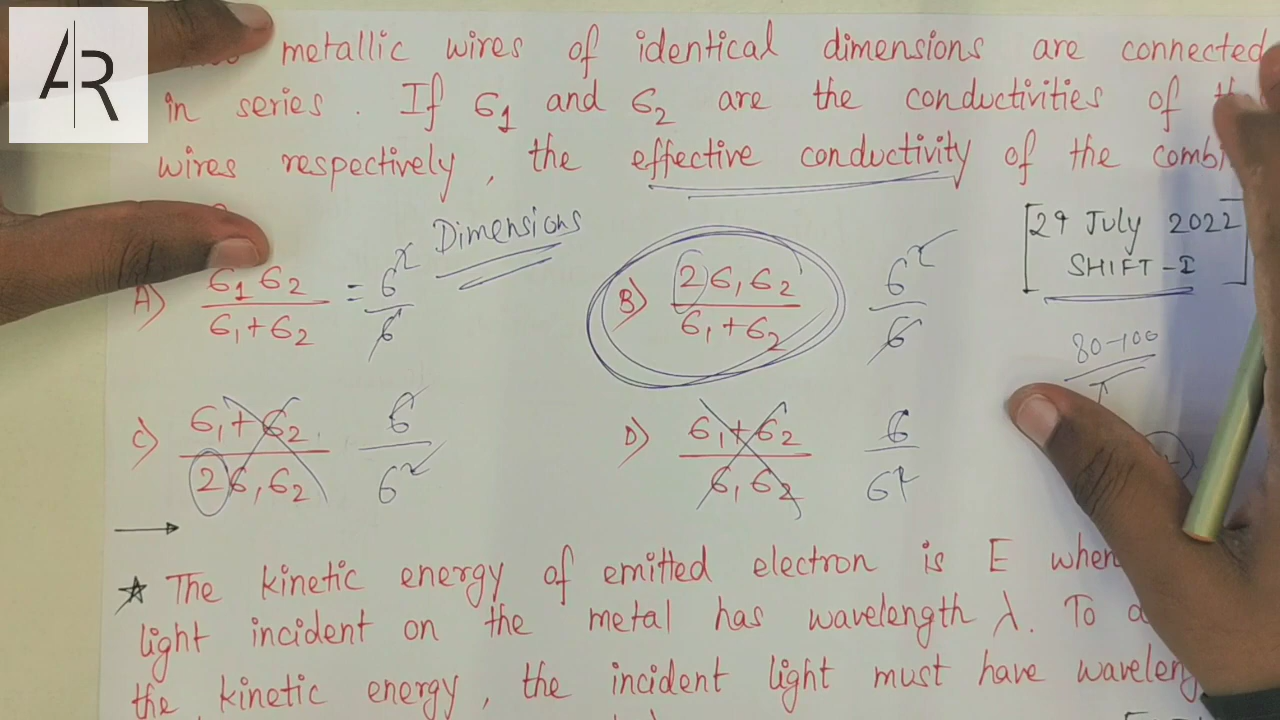 AR
metallic wires of identical dimensions are connected
in series. If σ1 and σ2 are the conductivities of
wires respectively, the effective conductivity of the
Dimensions
[29 July 2022
SHIFT-I]
A) σ1 σ2 / σ1+σ2 = σ² / σ
B) 2σ1σ2 / σ1+σ2 σ² / σ
80-100
C) σ1+σ2 / 2σ1σ2 σ / σ²
D) σ1+σ2 / σ1σ2 σ / σ²
★ The kinetic energy of emitted electron is E when
light incident on the metal has wavelength λ. To
the kinetic energy, the incident light must have